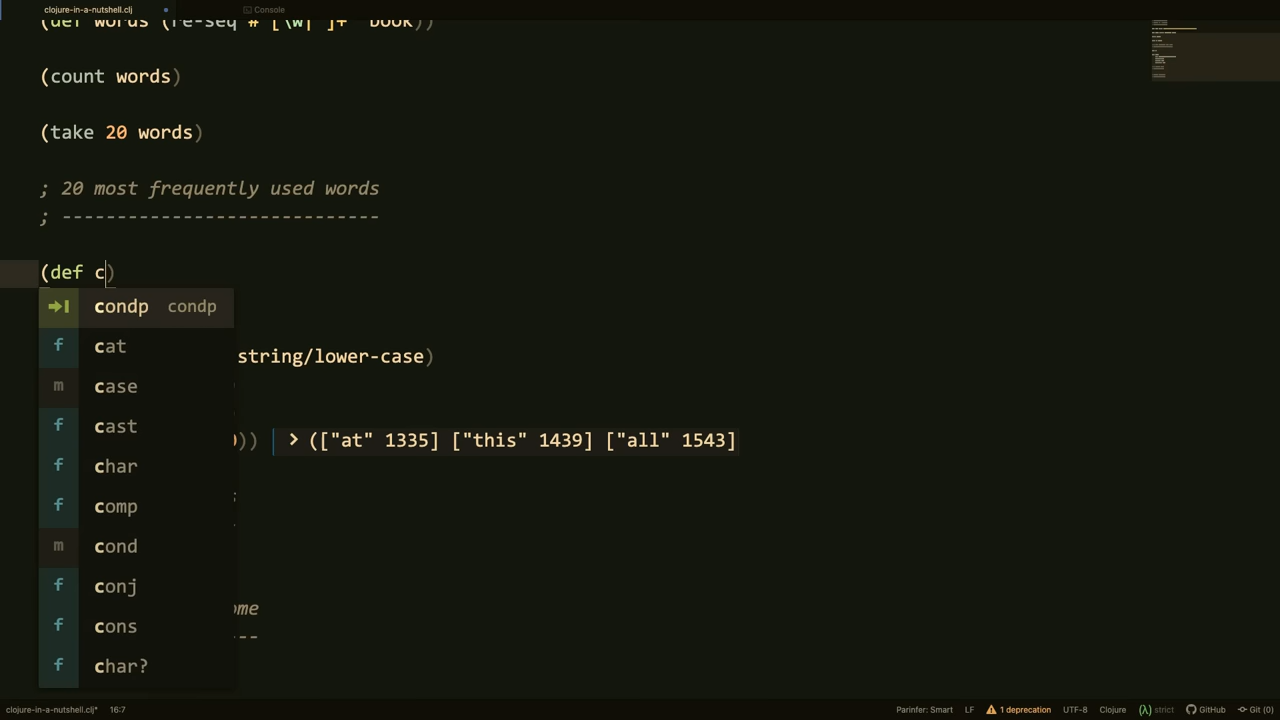 clojure-in-a-nutshell.clj
Console
(def words (re-seq # [\w| ]+ book))
(count words)
(take 20 words)
; 20 most frequently used words
; -----------------------------
(def c)
condp condp
f cat
string/lower-case)
m case
f cast
)) > (["at" 1335] ["this" 1439] ["all" 1543]
f char
f comp
m cond
f conj
f cons
f char?
clojure-in-a-nutshell.clj* 16:7 Parinfer: Smart LF 1 deprecation UTF-8 Clojure (λ) strict GitHub Git (0)